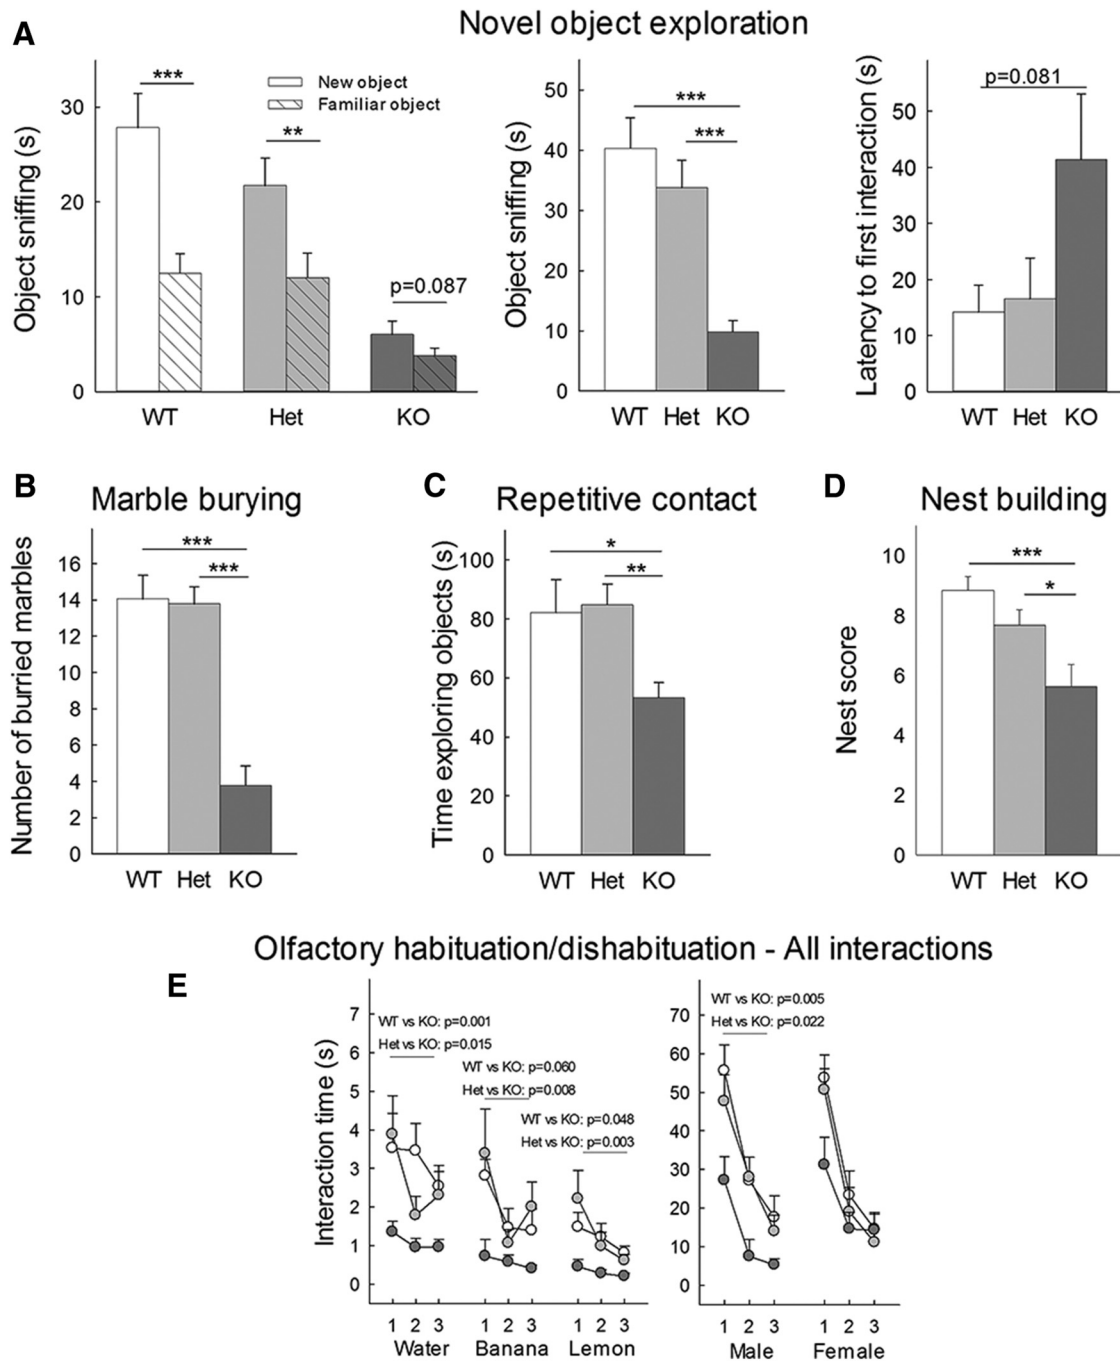 A
Novel object exploration
Object sniffing (s)
30
20
10
0
***
**
p=0.087
New object
Familiar object
WT Het KO
Object sniffing (s)
50
40
30
20
10
0
***
***
WT Het KO
Latency to first interaction (s)
50
40
30
20
10
0
p=0.081
WT Het KO
B
Marble burying
Number of burried marbles
16
14
12
10
8
6
4
2
0
***
***
WT Het KO
C
Repetitive contact
Time exploring objects (s)
100
80
60
40
20
0
*
**
WT Het KO
D
Nest building
Nest score
10
8
6
4
2
0
***
*
WT Het KO
E
Olfactory habituation/dishabituation - All interactions
Interaction time (s)
7
6
5
4
3
2
1
0
WT vs KO: p=0.001
Het vs KO: p=0.015
WT vs KO: p=0.060
Het vs KO: p=0.008
WT vs KO: p=0.048
Het vs KO: p=0.003
1 2 3 1 2 3 1 2 3
Water Banana Lemon
70
60
50
40
30
20
10
0
WT vs KO: p=0.005
Het vs KO: p=0.022
1 2 3 1 2 3
Male Female